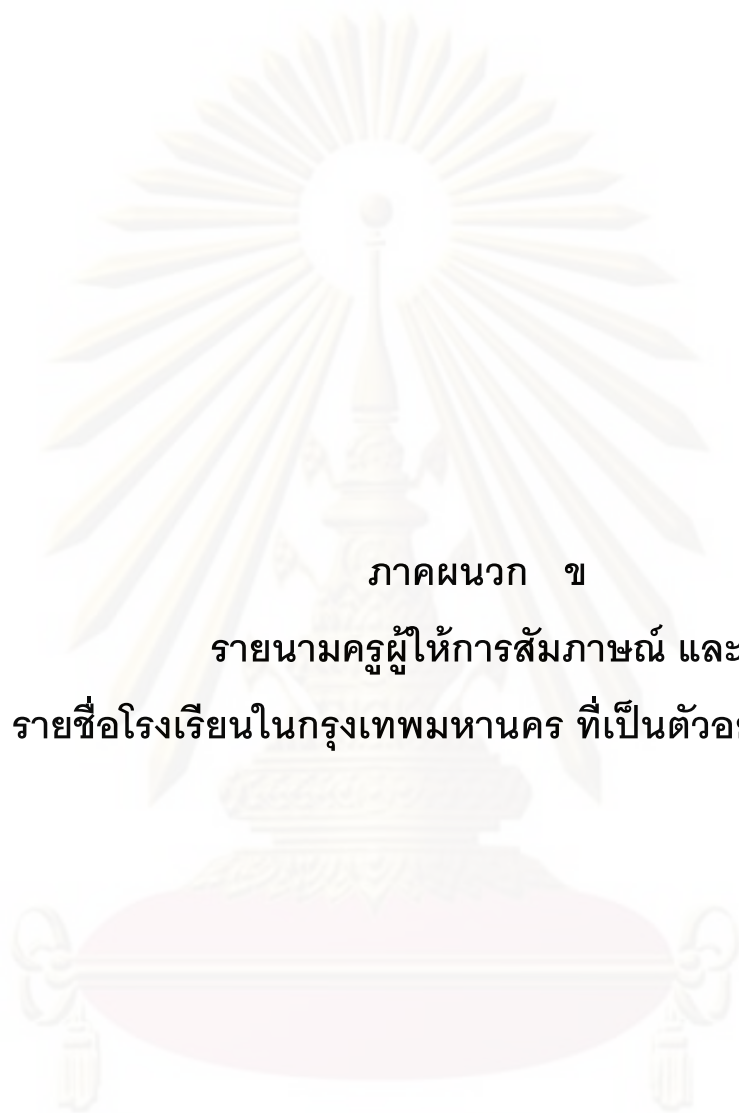 ภาคผนวก ข
รายนามครูผู้ให้การสัมภาษณ์ และ
รายชื่อโรงเรียนในกรุงเทพมหานคร ที่เป็น